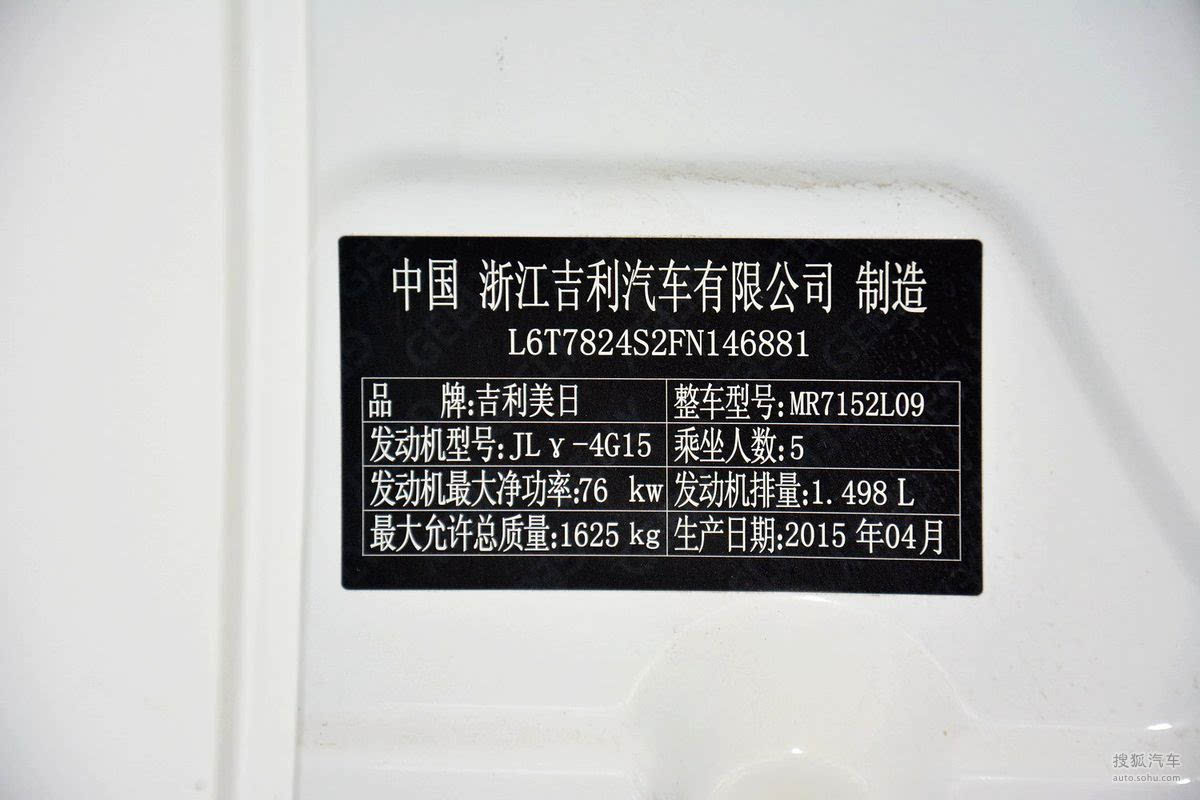 中国 浙江吉利汽车有限公司 制造
L6T7824S2FN146881
品 牌:吉利美日 整车型号:MR7152L09
发动机型号:JLγ-4G15 乘坐人数:5
发动机最大净功率:76 kw 发动机排量:1.498 L
最大允许总质量:1625 kg 生产日期:2015 年04月
搜狐汽车
auto.sohu.com